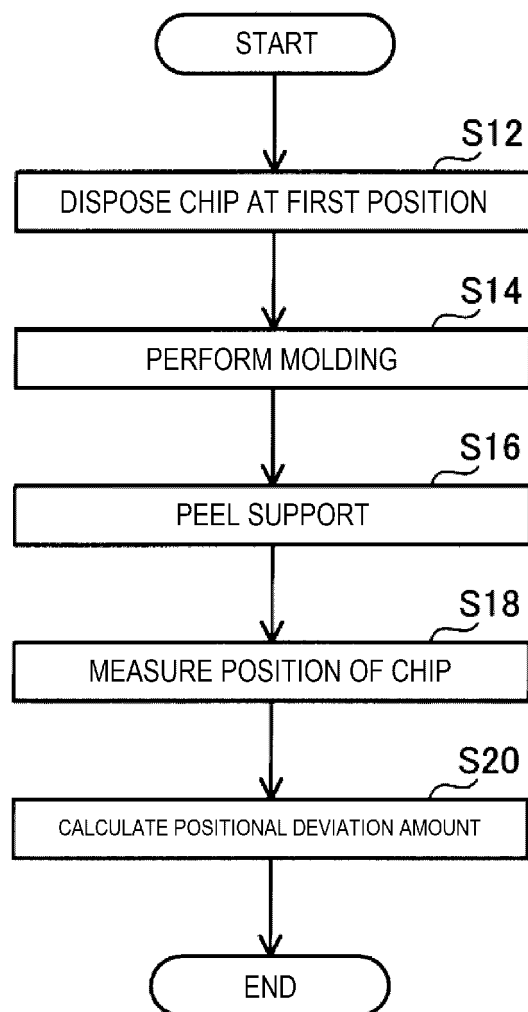 START
S12
DISPOSE CHIP AT FIRST POSITION
S14
PERFORM MOLDING
S16
PEEL SUPPORT
S18
MEASURE POSITION OF CHIP
S20
CALCULATE POSITIONAL DEVIATION AMOUNT
END